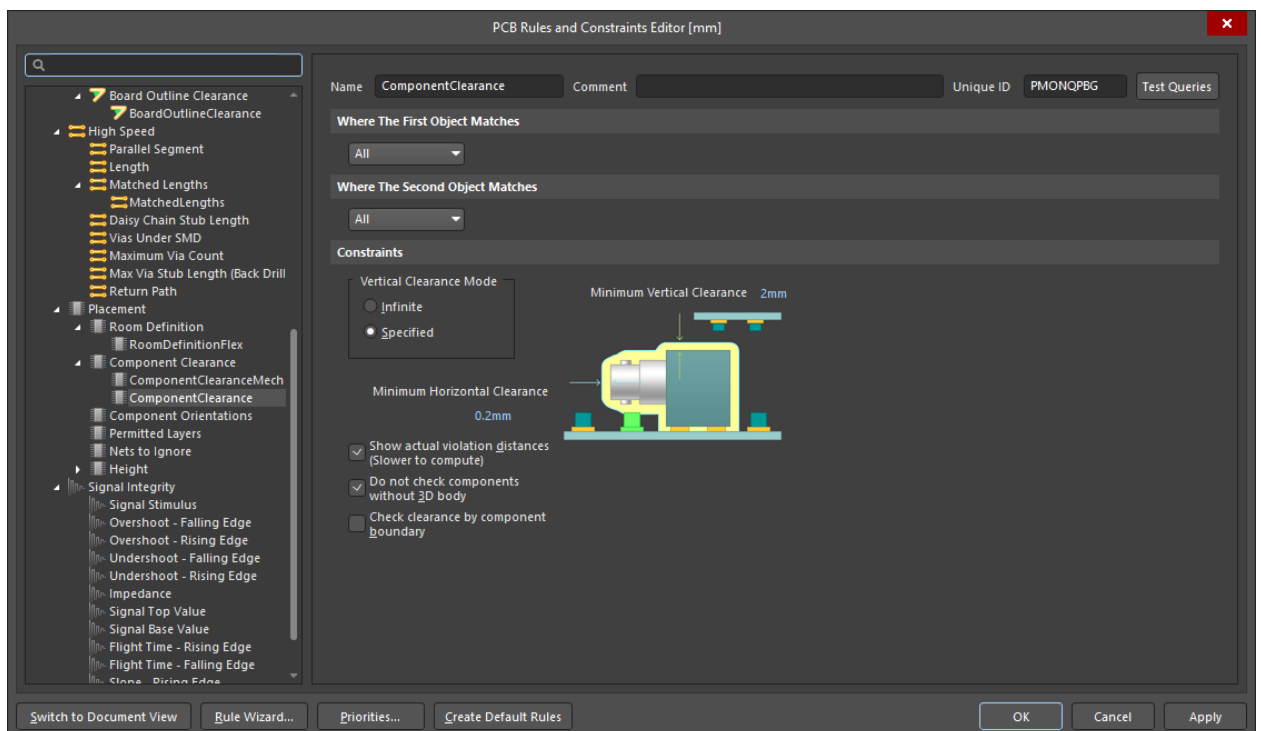 PCB Rules and Constraints Editor [mm]
Board Outline Clearance
BoardOutlineClearance
High Speed
Parallel Segment
Length
Matched Lengths
MatchedLengths
Daisy Chain Stub Length
Vias Under SMD
Maximum Via Count
Max Via Stub Length (Back Drill
Return Path
Placement
Room Definition
RoomDefinitionFlex
Component Clearance
ComponentClearanceMech
ComponentClearance
Component Orientations
Permitted Layers
Nets to Ignore
Height
Signal Integrity
Signal Stimulus
Overshoot - Falling Edge
Overshoot - Rising Edge
Undershoot - Falling Edge
Undershoot - Rising Edge
Impedance
Signal Top Value
Signal Base Value
Flight Time - Rising Edge
Flight Time - Falling Edge
Slope - Rising Edge
Name ComponentClearance Comment Unique ID PMONQPBG Test Queries
Where The First Object Matches
All
Where The Second Object Matches
All
Constraints
Vertical Clearance Mode
Infinite
Specified
Minimum Vertical Clearance 2mm
Minimum Horizontal Clearance
0.2mm
Show actual violation distances
(Slower to compute)
Do not check components
without 3D body
Check clearance by component
boundary
Switch to Document View Rule Wizard... Priorities... Create Default Rules OK Cancel Apply